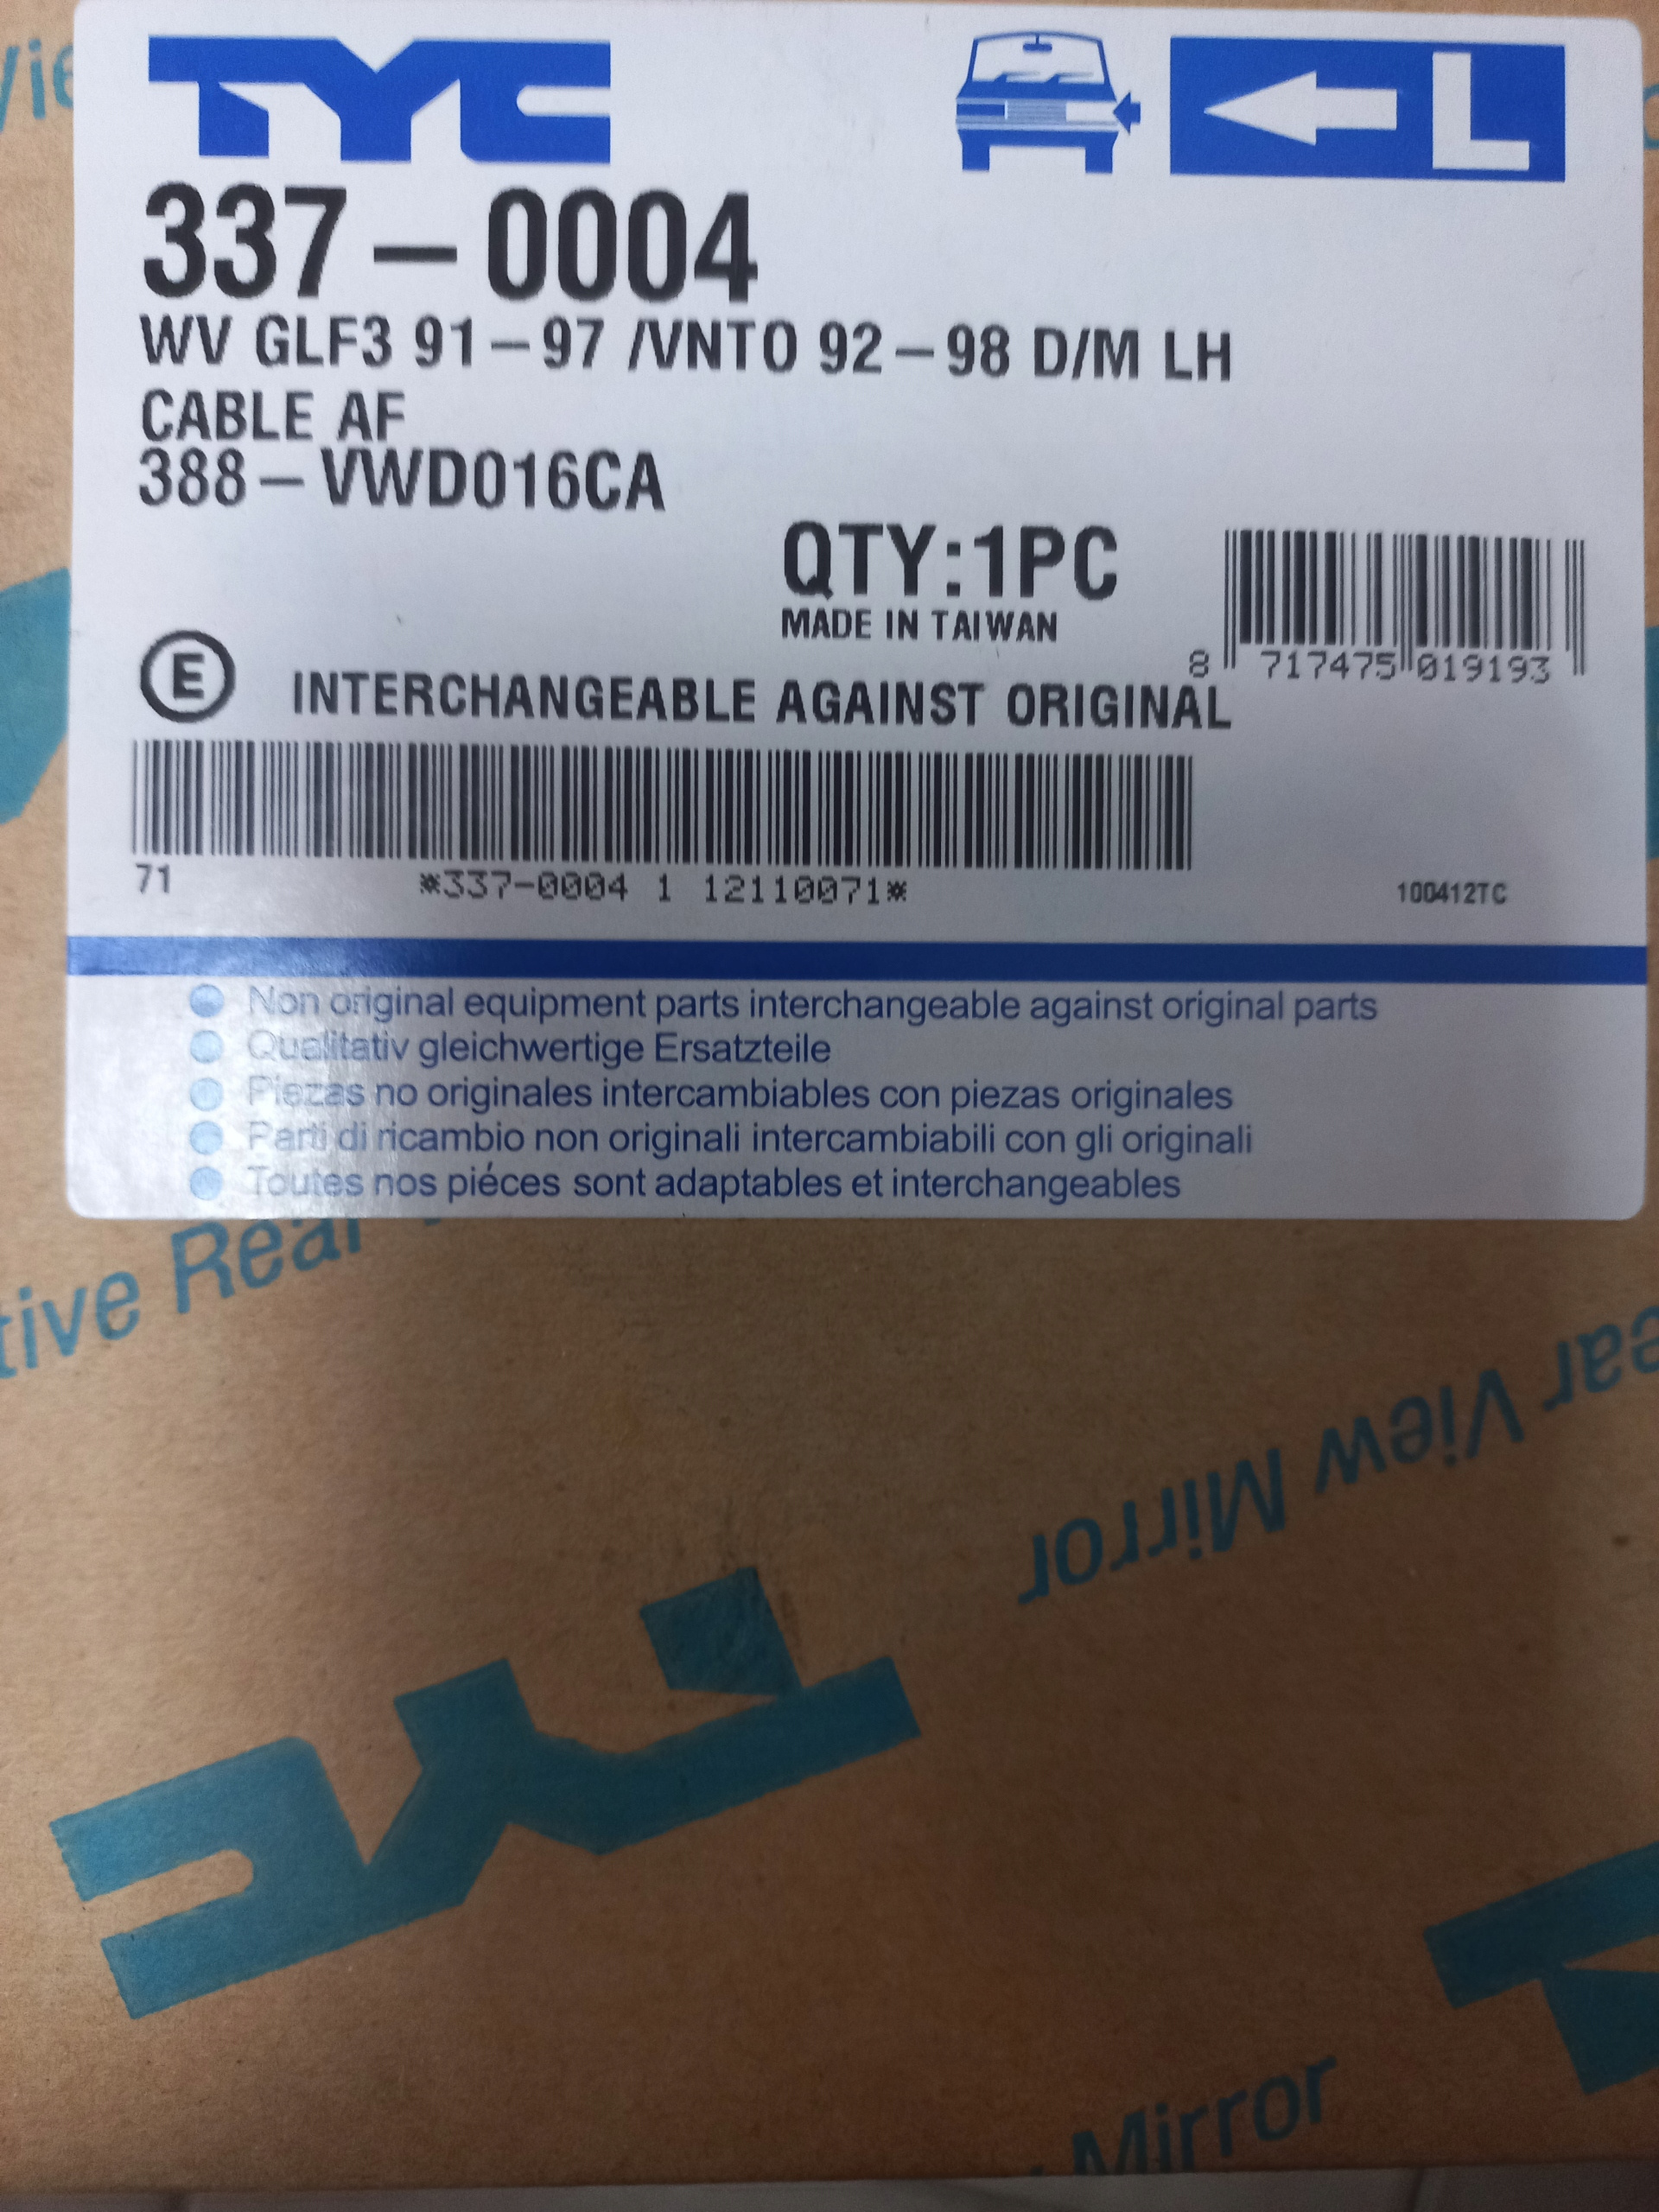 TYC
L
337-0004
WV GLF3 91-97 /VNTO 92-98 D/M LH
CABLE AF
388-VWD016CA
QTY:1PC
MADE IN TAIWAN
8 717475 019193
E INTERCHANGEABLE AGAINST ORIGINAL
71 *337-0004 1 12110071* 100412TC
Non original equipment parts interchangeable against original parts
Qualitativ gleichwertige Ersatzteile
Piezas no originales intercambiables con piezas originales
Parti di ricambio non originali intercambiabili con gli originali
Toutes nos piéces sont adaptables et interchangeables
Rear
View Mirror
TYC
Mirror